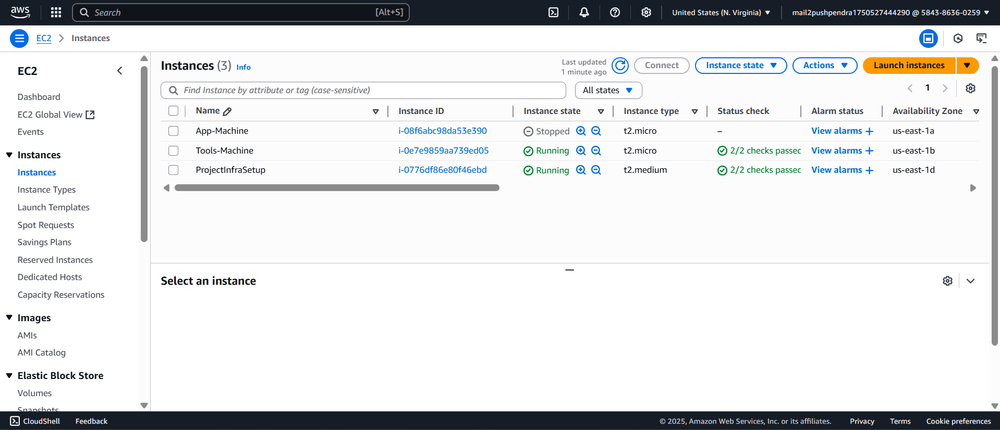 aws
Search [Alt+S]
United States (N. Virginia)
mail2pushpendra1750527444290 @ 5843-8636-0259
EC2 Instances
EC2
Dashboard
EC2 Global View
Events
Instances
Instances
Instance Types
Launch Templates
Spot Requests
Savings Plans
Reserved Instances
Dedicated Hosts
Capacity Reservations
Images
AMIs
AMI Catalog
Elastic Block Store
Volumes
Snapshots
Instances (3) Info
Last updated
1 minute ago
Connect
Instance state
Actions
Launch instances
Find Instance by attribute or tag (case-sensitive)
All states
1
Name Instance ID Instance state Instance type Status check Alarm status Availability Zone
App-Machine i-08f6abc98da53e390 Stopped t2.micro – View alarms + us-east-1a
Tools-Machine i-0e7e9859aa739ed05 Running t2.micro 2/2 checks passec View alarms + us-east-1b
ProjectInfraSetup i-0776df86e80f46ebd Running t2.medium 2/2 checks passec View alarms + us-east-1d
Select an instance
CloudShell Feedback
© 2025, Amazon Web Services, Inc. or its affiliates. Privacy Terms Cookie preferences